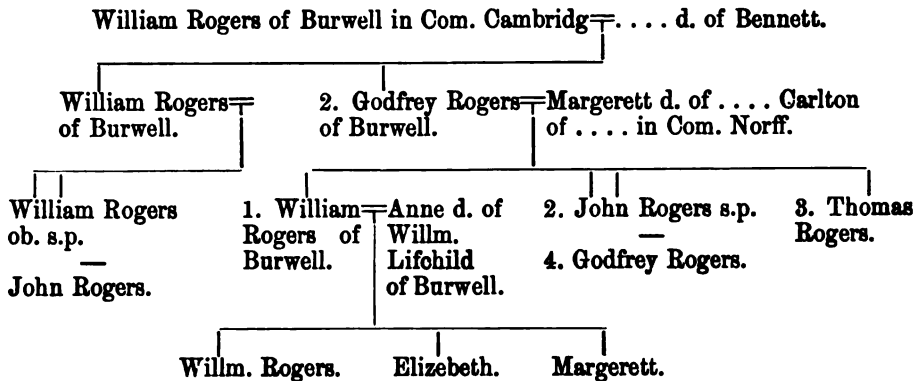 William Rogers of Burwell in Com. Cambridg=. . . . d. of Bennett.
William Rogers=
of Burwell.
2. Godfrey Rogers=Margerett d. of . . . . Carlton
of Burwell. of . . . . in Com. Norff.
William Rogers
ob. s.p.
—
John Rogers.
1. William=
Rogers of
Burwell.
Anne d. of
Willm.
Lifchild
of Burwell.
2. John Rogers s.p.
—
4. Godfrey Rogers.
3. Thomas
Rogers.
Willm. Rogers. Elizebeth. Margerett.